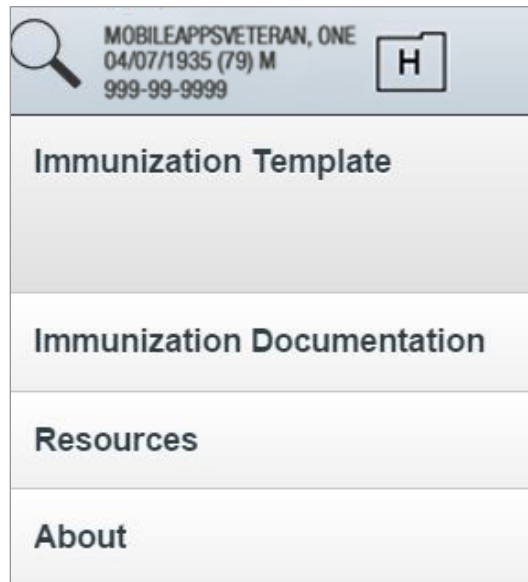 MOBILEAPPSVETERAN, ONE
04/07/1935 (79) M
999-99-9999
H
Immunization Template
Immunization Documentation
Resources
About